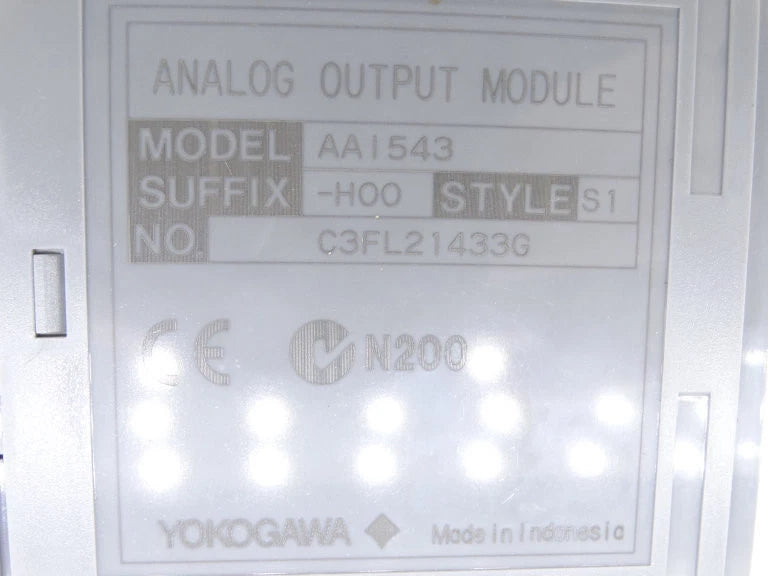 ANALOG OUTPUT MODULE
MODEL AAI543
SUFFIX -H00 STYLE S1
NO. C3FL21433G
CE N200
YOKOGAWA Made in Indonesia